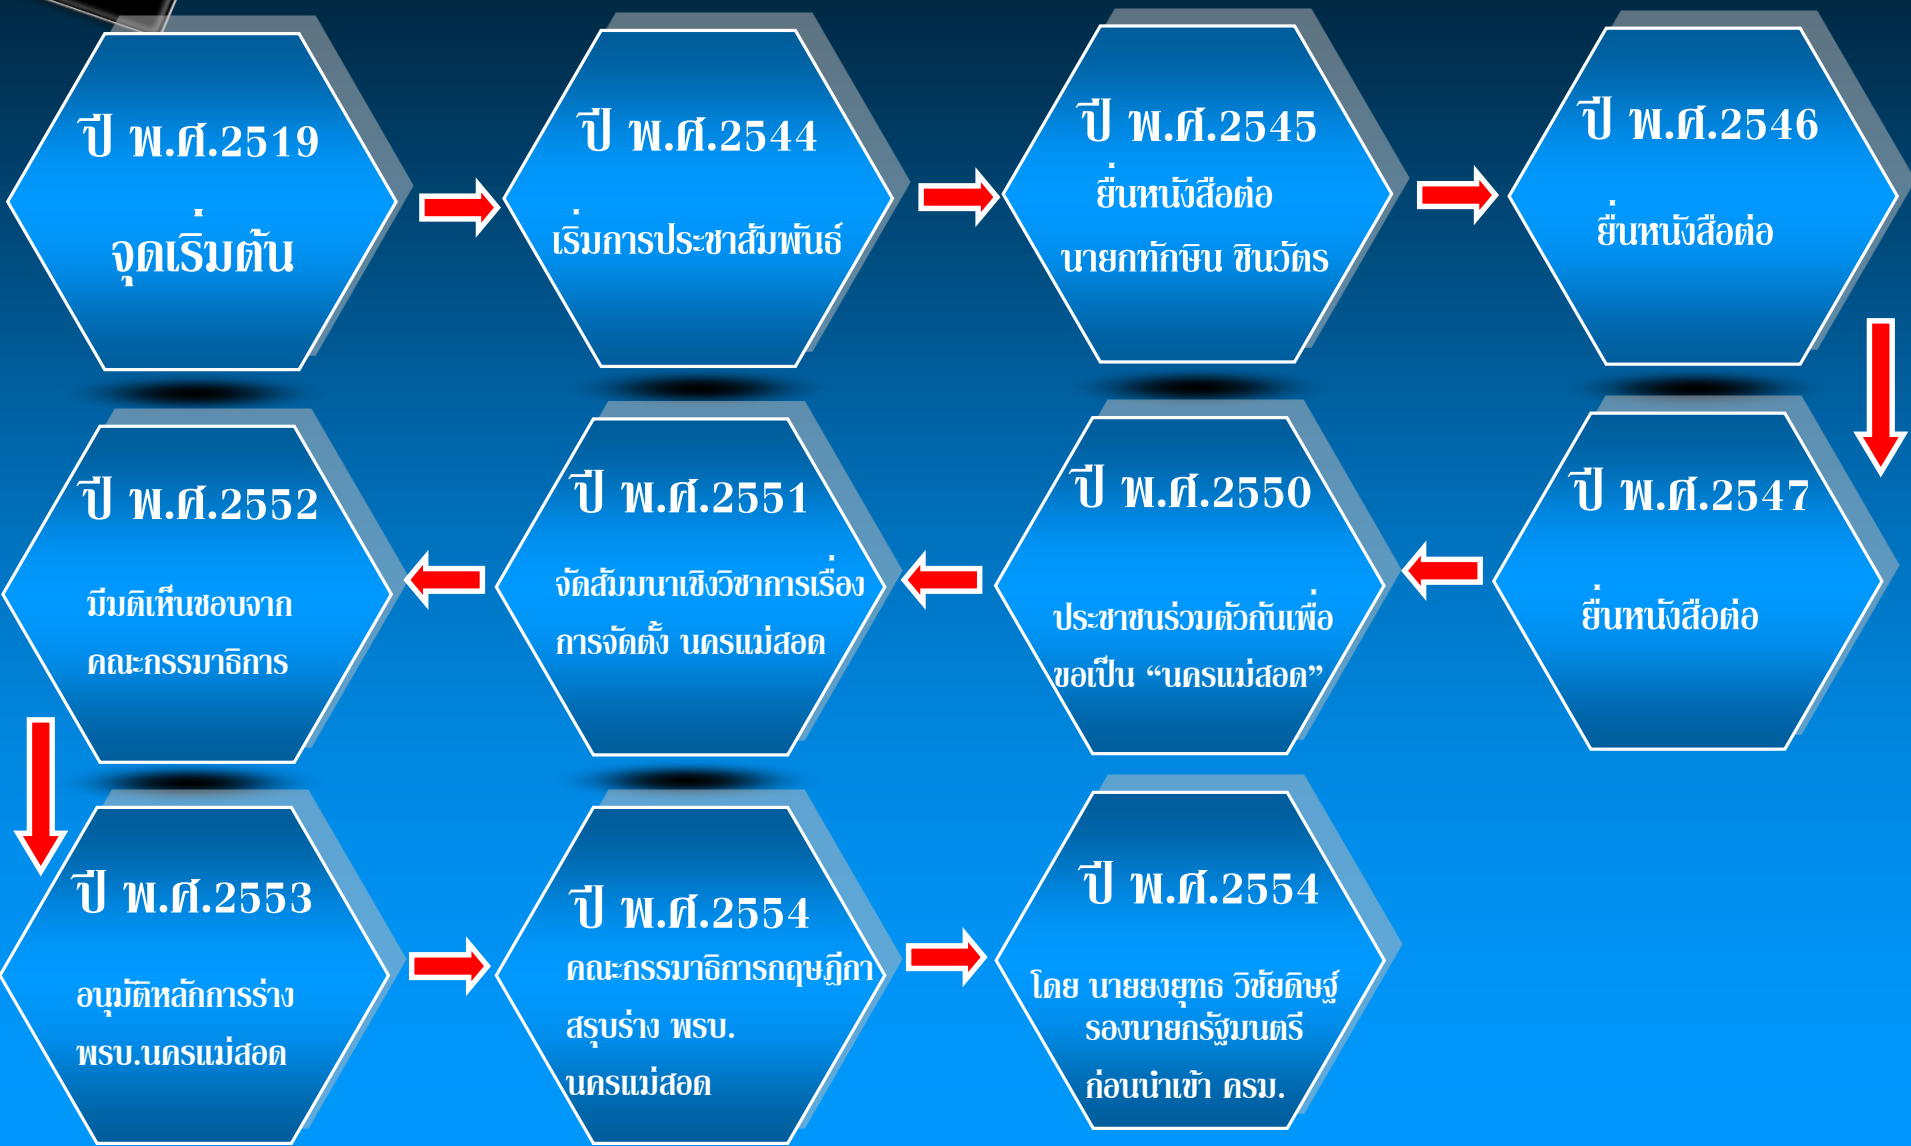 ปี พ.ศ.2519
จุดเริ่มต้น
ปี พ.ศ.2544
เริ่มการประชาสัมพันธ์
ปี พ.ศ.2545
ยื่นหนังสือต่อ
นายกทักษิน ชินวัตร
ปี พ.ศ.2546
ยื่นหนังสือต่อ
ปี พ.ศ.2547
ยื่นหนังสือต่อ
ปี พ.ศ.2550
ประชาชนร่วมตัวกันเพื่อ
ขอเป็น “นครแม่สอด”
ปี พ.ศ.2551
จัดสัมมนาเชิงวิชาการเรื่อง
การจัดตั้ง นครแม่สอด
ปี พ.ศ.2552
มีมติเห็นชอบจาก
คณะกรรมาธิการ
ปี พ.ศ.2553
อนุมัติหลักการร่าง
พรบ.นครแม่สอด
ปี พ.ศ.2554
คณะกรรมาธิการกฤษฎีกา
สรุบร่าง พรบ.
นครแม่สอด
ปี พ.ศ.2554
โดย นายยงยุทธ วิชัยดิษฐ์
รองนายกรัฐมนตรี
ก่อนนำเข้า ครม.